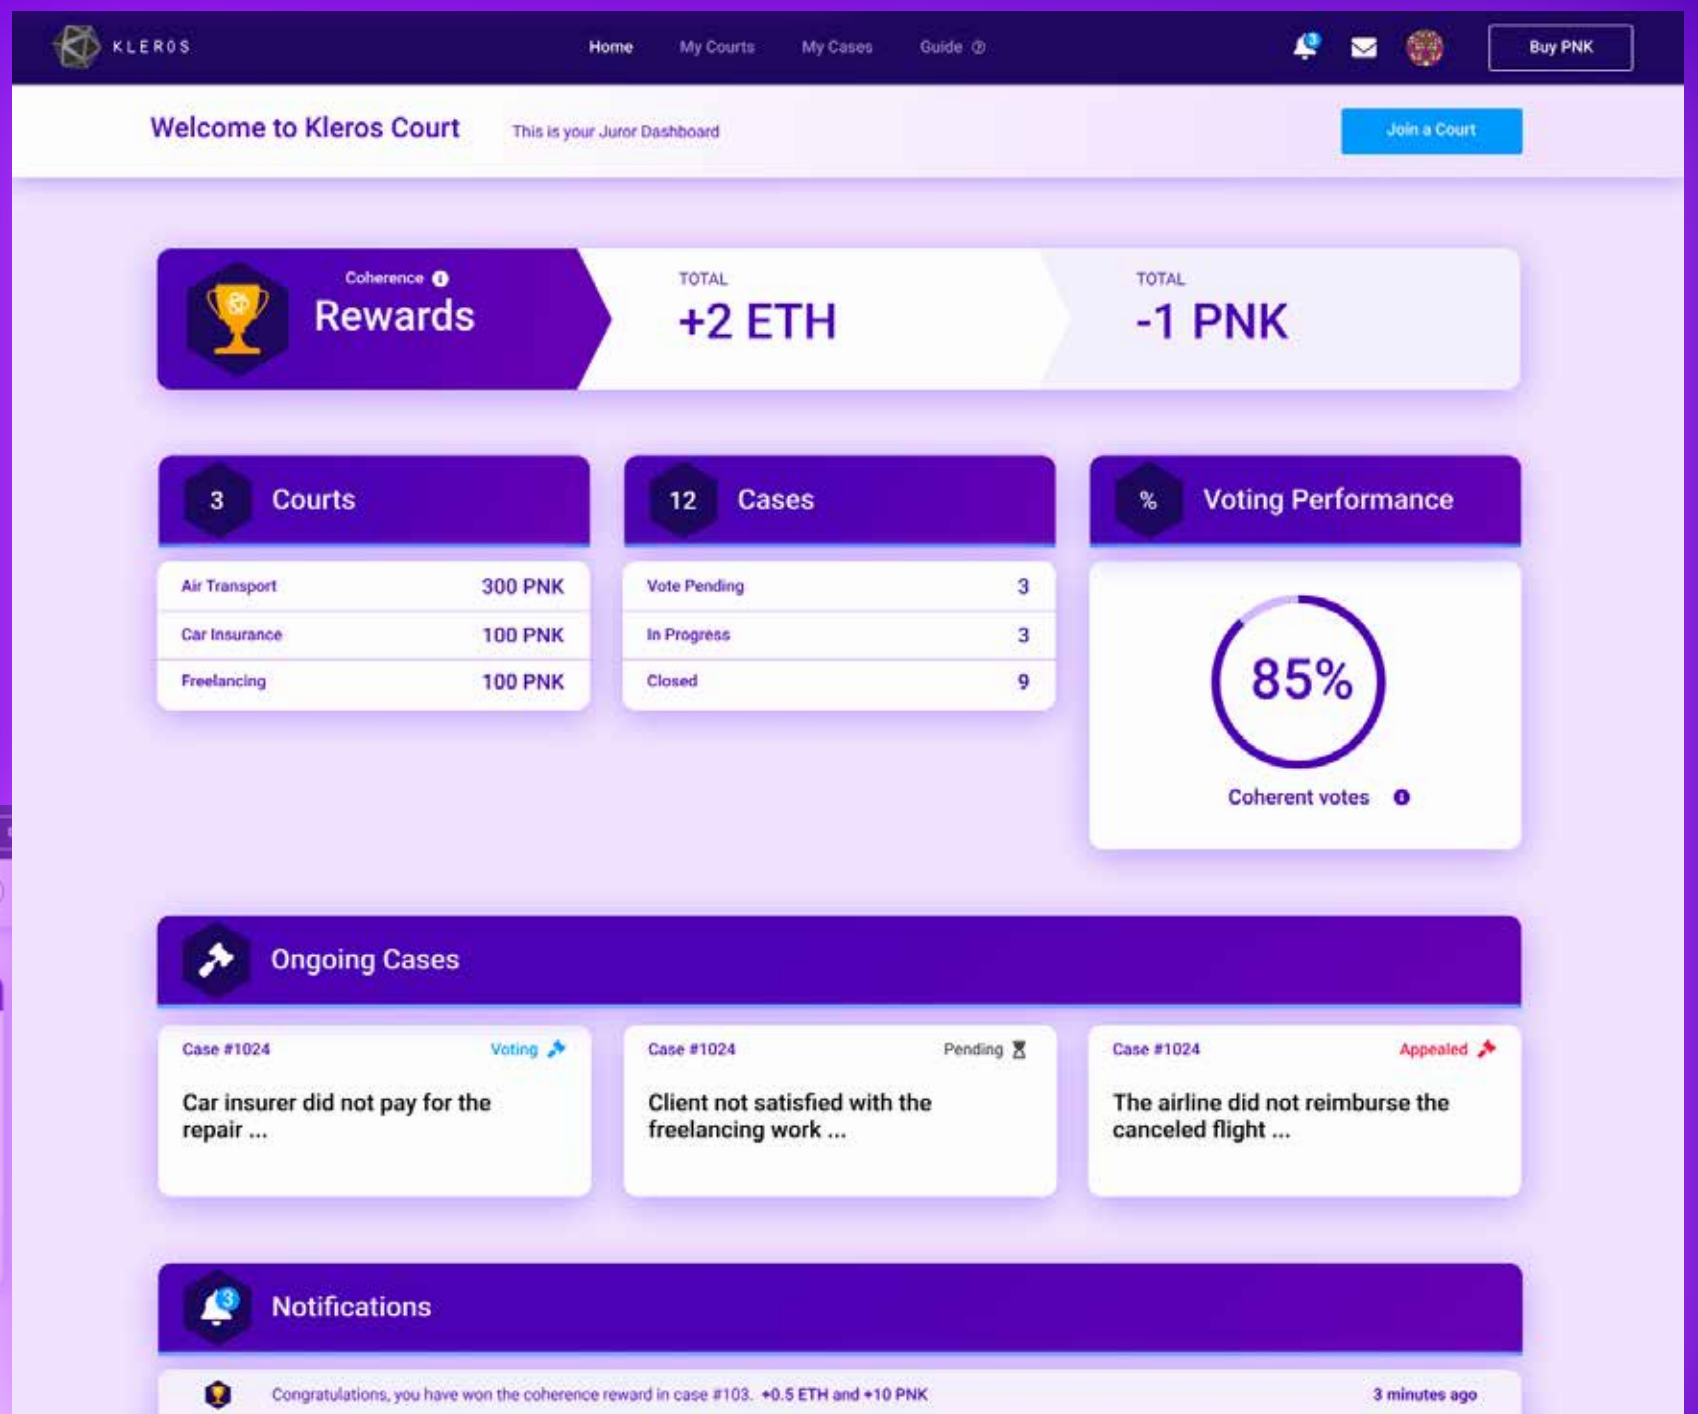 KLEROS
Home My Courts My Cases Guide
3
Buy PNK
Welcome to Kleros Court This is your Juror Dashboard
Join a Court
Coherence
Rewards
TOTAL
+2 ETH
TOTAL
-1 PNK
3 Courts
Air Transport 300 PNK
Car Insurance 100 PNK
Freelancing 100 PNK
12 Cases
Vote Pending 3
In Progress 3
Closed 9
% Voting Performance
85%
Coherent votes
Ongoing Cases
Case #1024 Voting
Car insurer did not pay for the
repair ...
Case #1024 Pending
Client not satisfied with the
freelancing work ...
Case #1024 Appealed
The airline did not reimburse the
canceled flight ...
3 Notifications
Congratulations, you have won the coherence reward in case #103. +0.5 ETH and +10 PNK 3 minutes ago